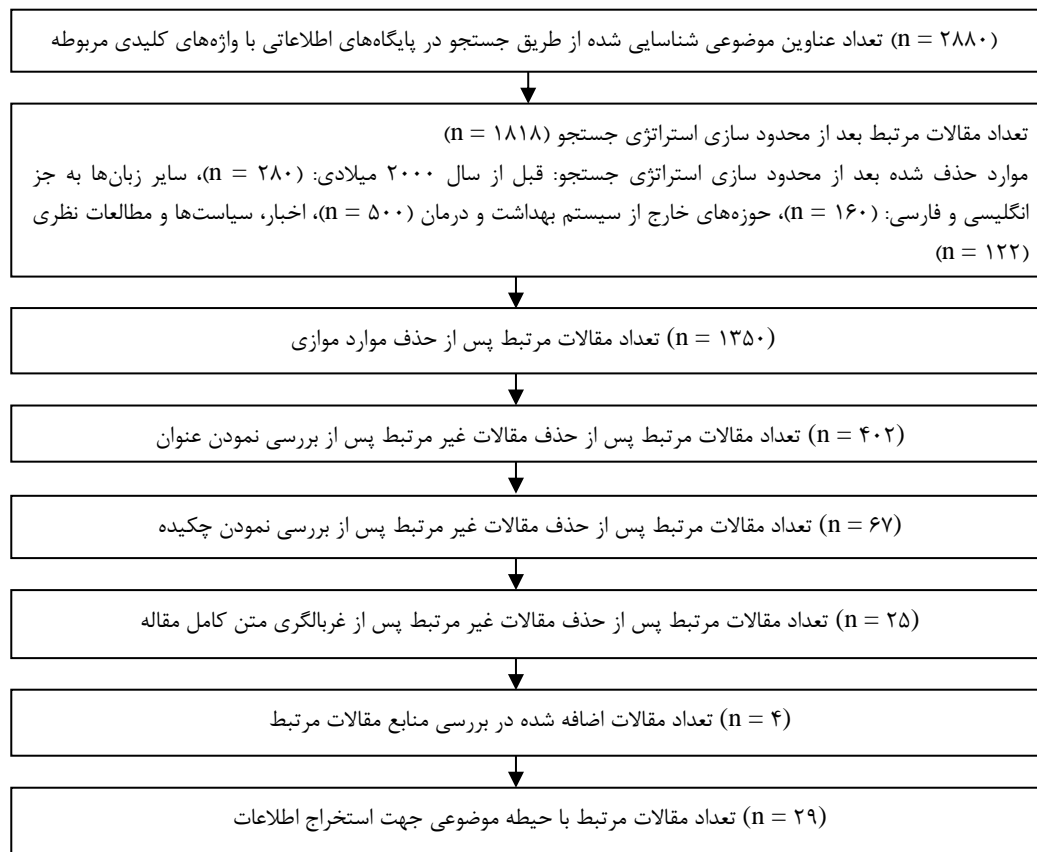 تعداد عناوین موضوعی شناسایی شده از طریق جستجو در پایگاه‌های اطلاعاتی با واژه‌های کلیدی مربوطه (n = ۲۸۸۰)
تعداد مقالات مرتبط بعد از محدود سازی استراتژی جستجو (n = ۱۸۱۸)
موارد حذف شده بعد از محدود سازی استراتژی جستجو: قبل از سال ۲۰۰۰ میلادی: (n = ۲۸۰)، سایر زبان‌ها به جز
انگلیسی و فارسی: (n = ۱۶۰)، حوزه‌های خارج از سیستم بهداشت و درمان (n = ۵۰۰)، اخبار، سیاست‌ها و مطالعات نظری
(n = ۱۲۲)
تعداد مقالات مرتبط پس از حذف موارد موازی (n = ۱۳۵۰)
تعداد مقالات مرتبط پس از حذف مقالات غیر مرتبط پس از بررسی نمودن عنوان (n = ۴۰۲)
تعداد مقالات مرتبط پس از حذف مقالات غیر مرتبط پس از بررسی نمودن چکیده (n = ۶۷)
تعداد مقالات مرتبط پس از حذف مقالات غیر مرتبط پس از غربالگری متن کامل مقاله (n = ۲۵)
تعداد مقالات اضافه شده در بررسی منابع مقالات مرتبط (n = ۴)
تعداد مقالات مرتبط با حیطه موضوعی جهت استخراج اطلاعات (n = ۲۹)